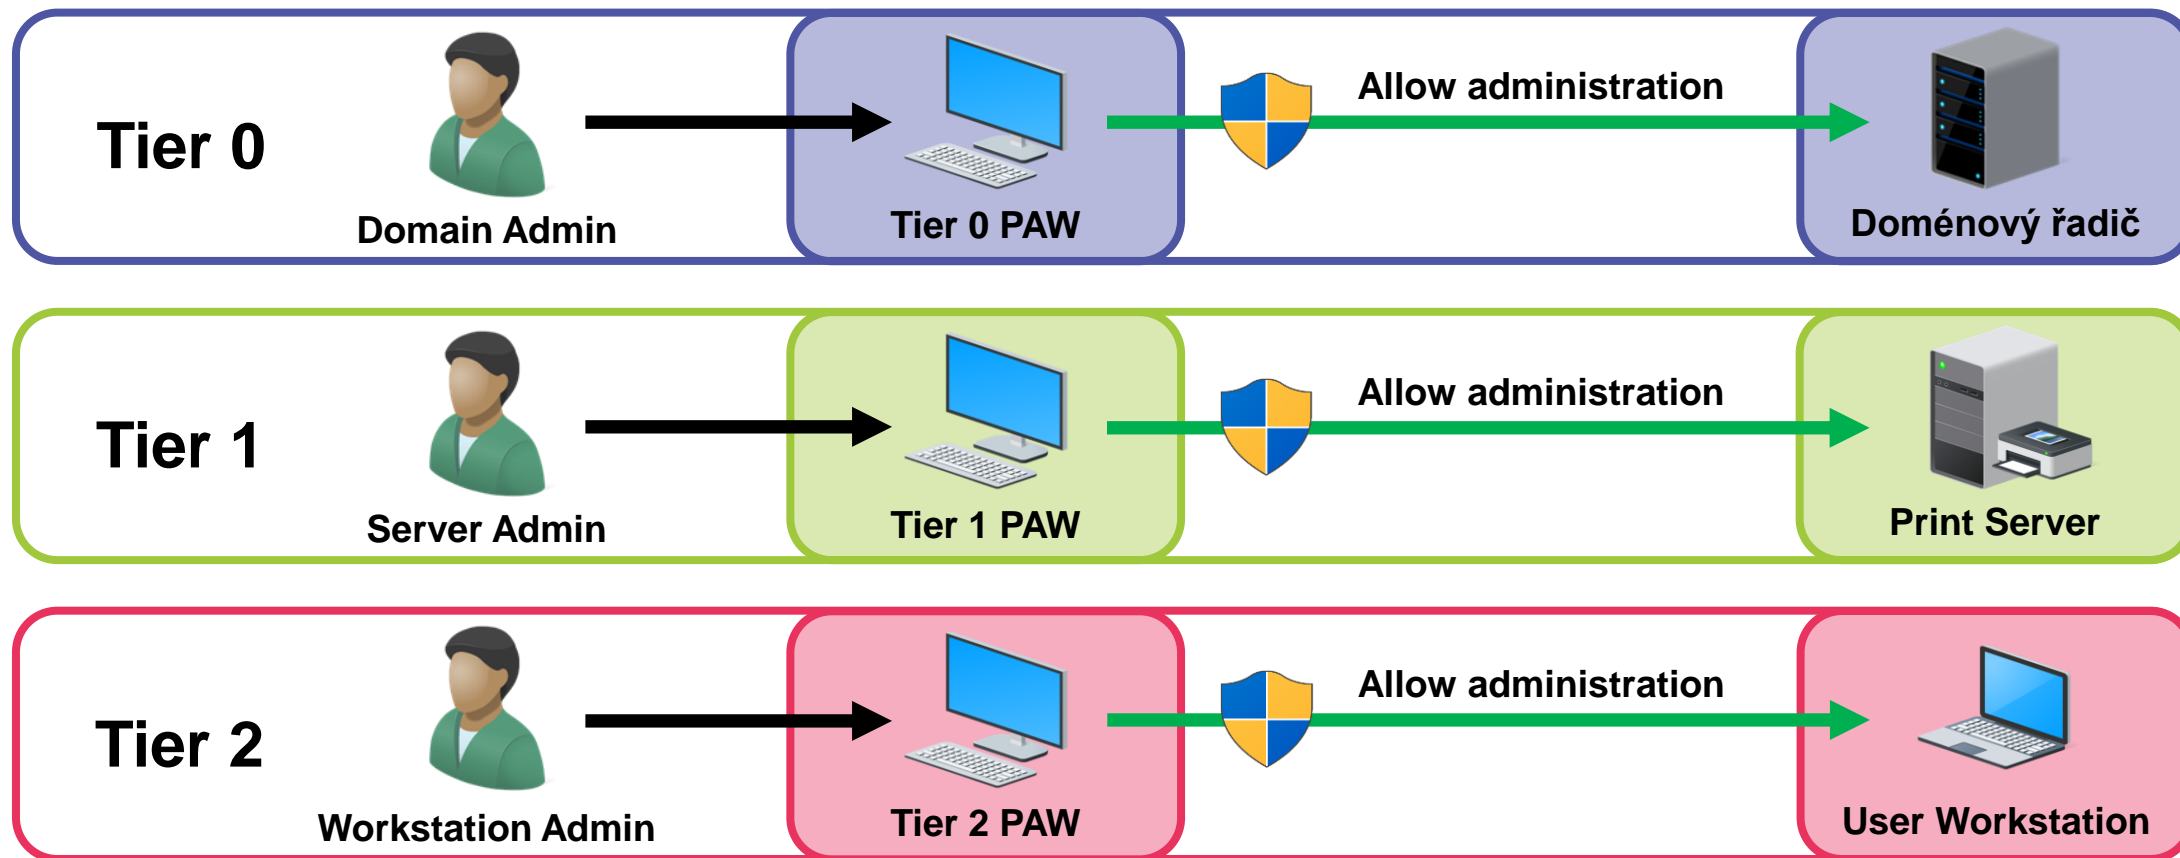 Tier 0
Domain Admin
Tier 0 PAW
Allow administration
Doménový řadič
Tier 1
Server Admin
Tier 1 PAW
Allow administration
Print Server
Tier 2
Workstation Admin
Tier 2 PAW
Allow administration
User Workstation